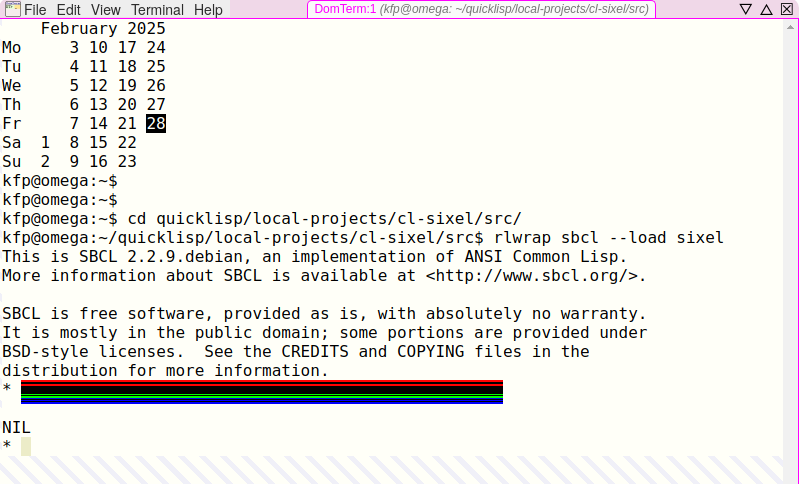 File Edit View Terminal Help DomTerm:1 (kfp@omega: ~/quicklisp/local-projects/cl-sixel/src)
    February 2025
Mo     3 10 17 24
Tu     4 11 18 25
We     5 12 19 26
Th     6 13 20 27
Fr     7 14 21 28
Sa  1  8 15 22
Su  2  9 16 23
kfp@omega:~$
kfp@omega:~$
kfp@omega:~$ cd quicklisp/local-projects/cl-sixel/src/
kfp@omega:~/quicklisp/local-projects/cl-sixel/src$ rlwrap sbcl --load sixel
This is SBCL 2.2.9.debian, an implementation of ANSI Common Lisp.
More information about SBCL is available at <http://www.sbcl.org/>.

SBCL is free software, provided as is, with absolutely no warranty.
It is mostly in the public domain; some portions are provided under
BSD-style licenses.  See the CREDITS and COPYING files in the
distribution for more information.
*
NIL
*